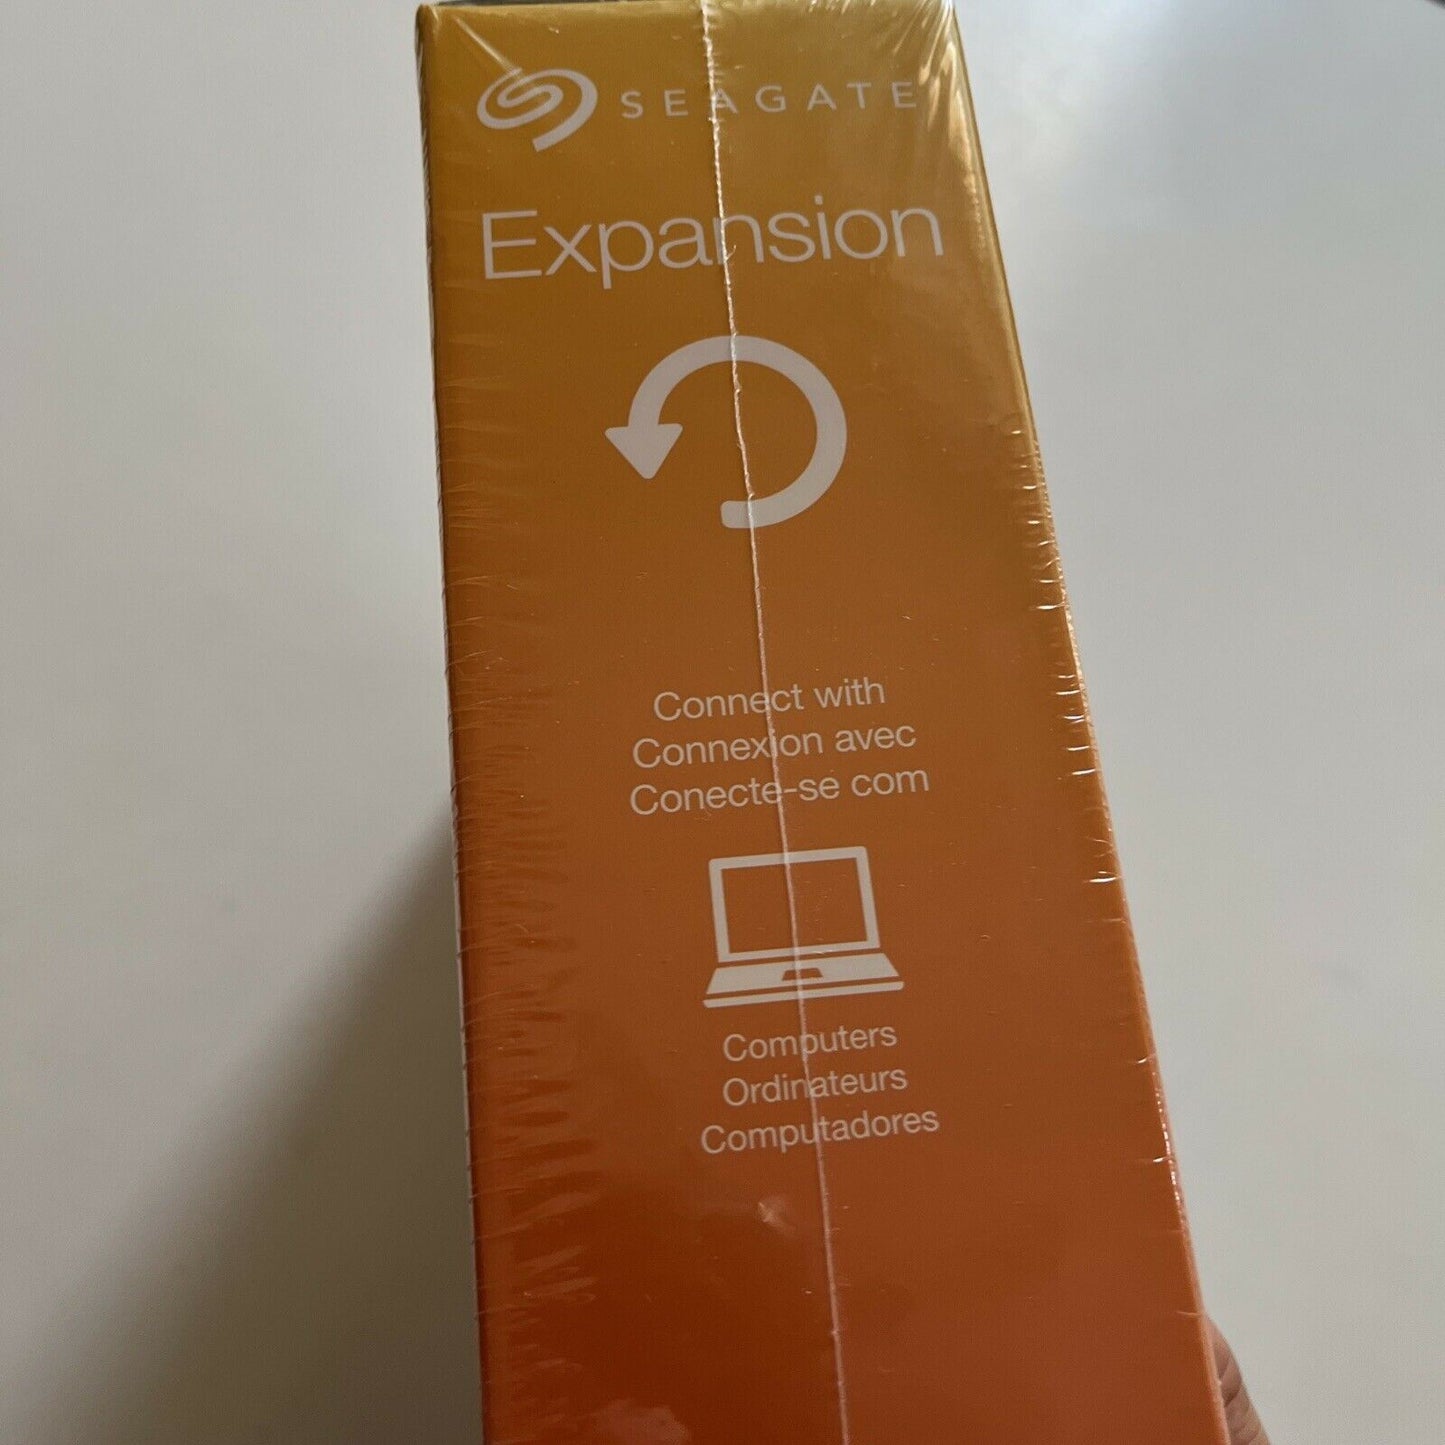 SEAGATE
Expansion
Connect with
Connexion avec
Conecte-se com
Computers
Ordinateurs
Computadores